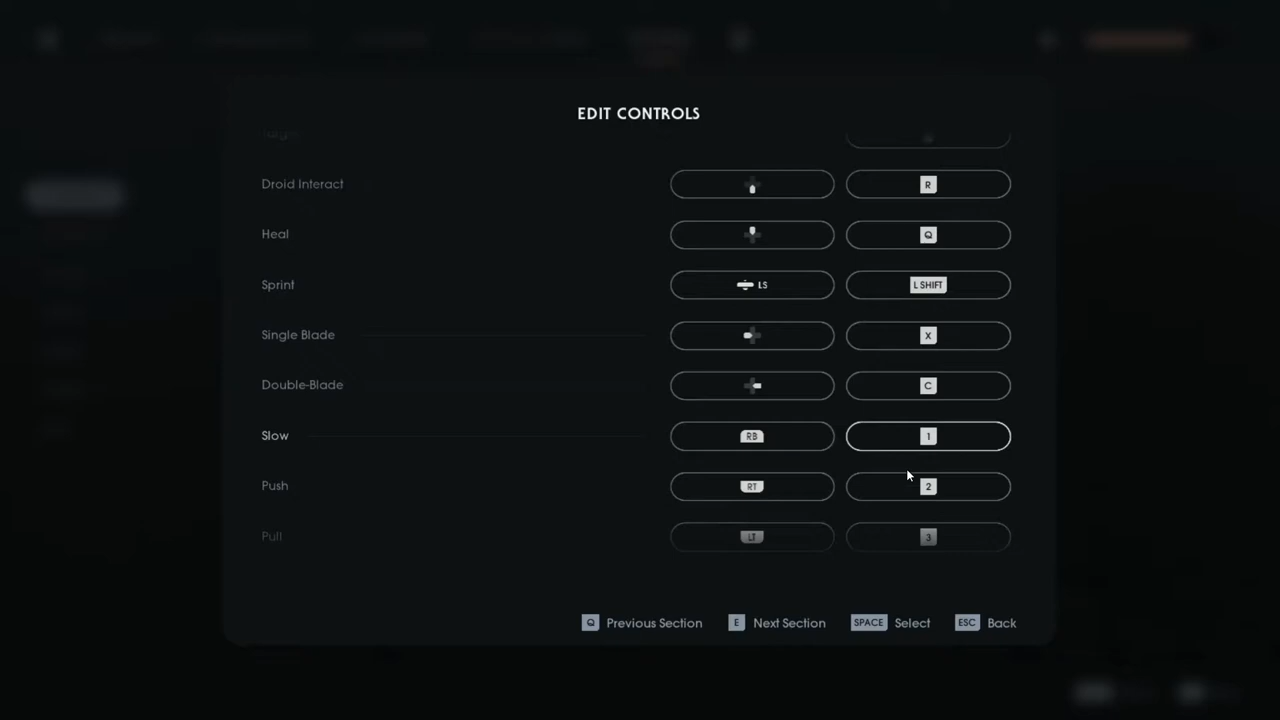 EDIT CONTROLS
Target
Droid Interact R
Heal Q
Sprint LS L SHIFT
Single Blade X
Double-Blade C
Slow RB 1
Push RT 2
Pull LT 3
Q Previous Section E Next Section SPACE Select ESC Back